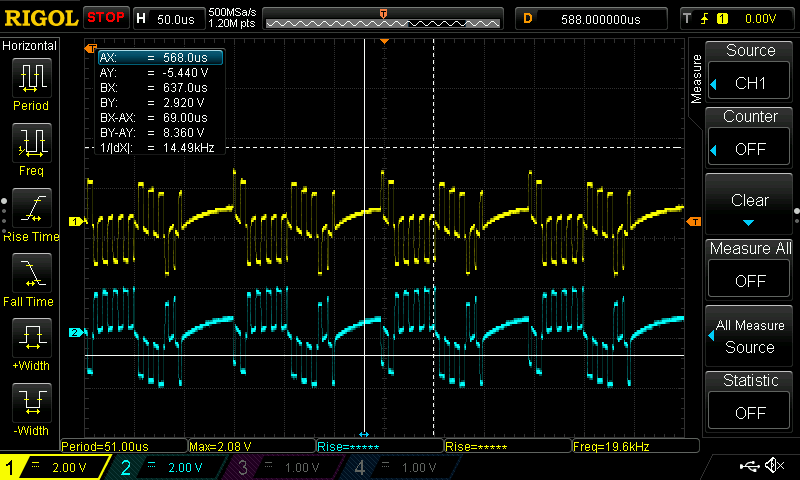 RIGOL STOP H 50.0us 500MSa/s 1.20M pts T D 588.000000us T 1 0.00V
Horizontal
Period
Freq
Rise Time
Fall Time
+Width
-Width
T
AX: = 568.0us
AY: = -5.440 V
BX: = 637.0us
BY: = 2.920 V
BX-AX: = 69.00us
BY-AY: = 8.360 V
1/|dX|: = 14.49kHz
1
2
T
Measure
Source
CH1
Counter
OFF
Clear
Measure All
OFF
All Measure
Source
Statistic
OFF
Period=51.00us Max=2.08 V Rise=***** Rise=***** Freq=19.6kHz
1 = 2.00 V 2 = 2.00 V 3 = 1.00 V 4 = 1.00 V